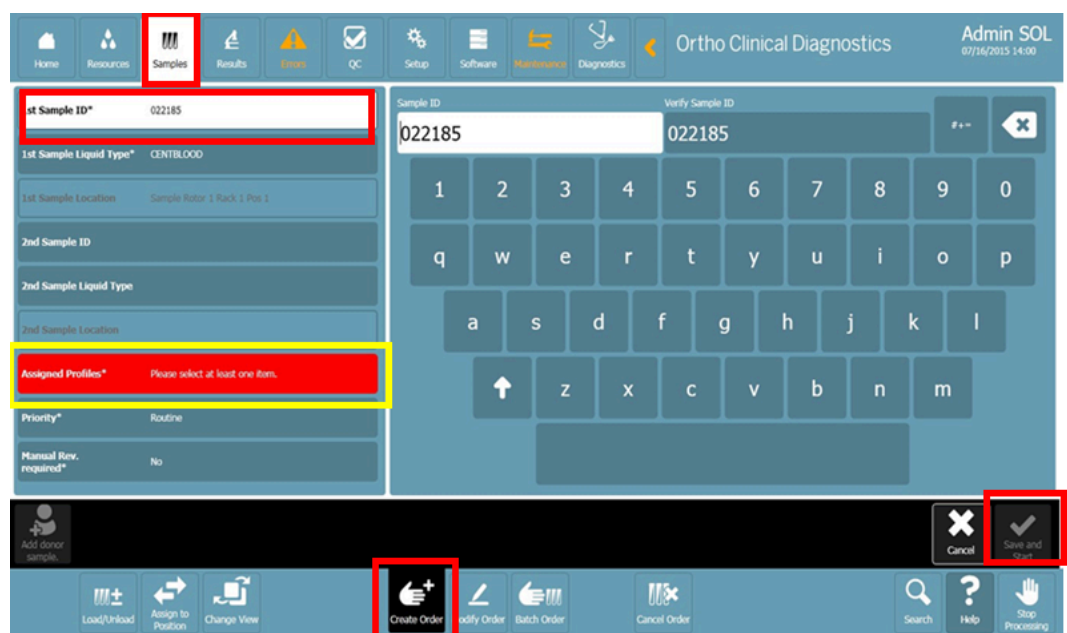 Home Resources Samples Results Errors QC Setup Software Maintenance Diagnostics Ortho Clinical Diagnostics Admin SOL
07/16/2015 14:00
st Sample ID* 022185
1st Sample Liquid Type* CENTBLOOD
1st Sample Location Sample Rotor 1 Rack 1 Pos 1
2nd Sample ID
2nd Sample Liquid Type
2nd Sample Location
Assigned Profiles* Please select at least one item.
Priority* Routine
Manual Rev.
required* No
Sample ID Verify Sample ID
022185 022185 #+-
1 2 3 4 5 6 7 8 9 0
q w e r t y u i o p
a s d f g h j k l
z x c v b n m
Add donor
sample.
Cancel
Save and
Start
Load/Unload
Assign to
Position
Change View
Create Order
odify Order
Batch Order
Cancel Order
Search
Help
Stop
Processing